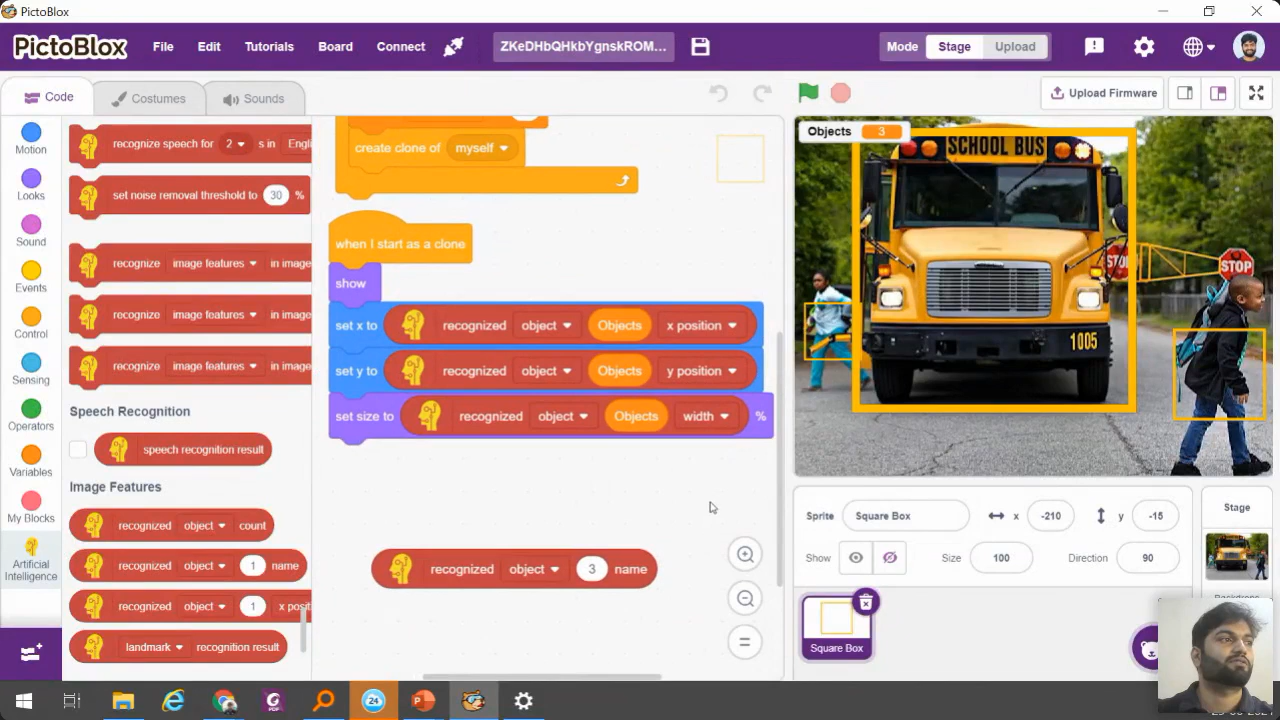 PictoBlox
PictoBlox File Edit Tutorials Board Connect ZKeDHbQHkbYgnskROM... Mode Stage Upload
Code Costumes Sounds Upload Firmware
Motion
Looks
Sound
Events
Control
Sensing
Operators
Variables
My Blocks
Artificial
Intelligence
recognize speech for 2 s in Engli
set noise removal threshold to 30 %
recognize image features in image
recognize image features in image
recognize image features in image
Speech Recognition
speech recognition result
Image Features
recognized object count
recognized object 1 name
recognized object 1 x posit
landmark recognition result
create clone of myself
when I start as a clone
show
set x to recognized object Objects x position
set y to recognized object Objects y position
set size to recognized object Objects width %
recognized object 3 name
Objects 3
SCHOOL BUS
STOP
STOP
1005
Sprite Square Box x -210 y -15
Show Size 100 Direction 90
Square Box
Stage
24